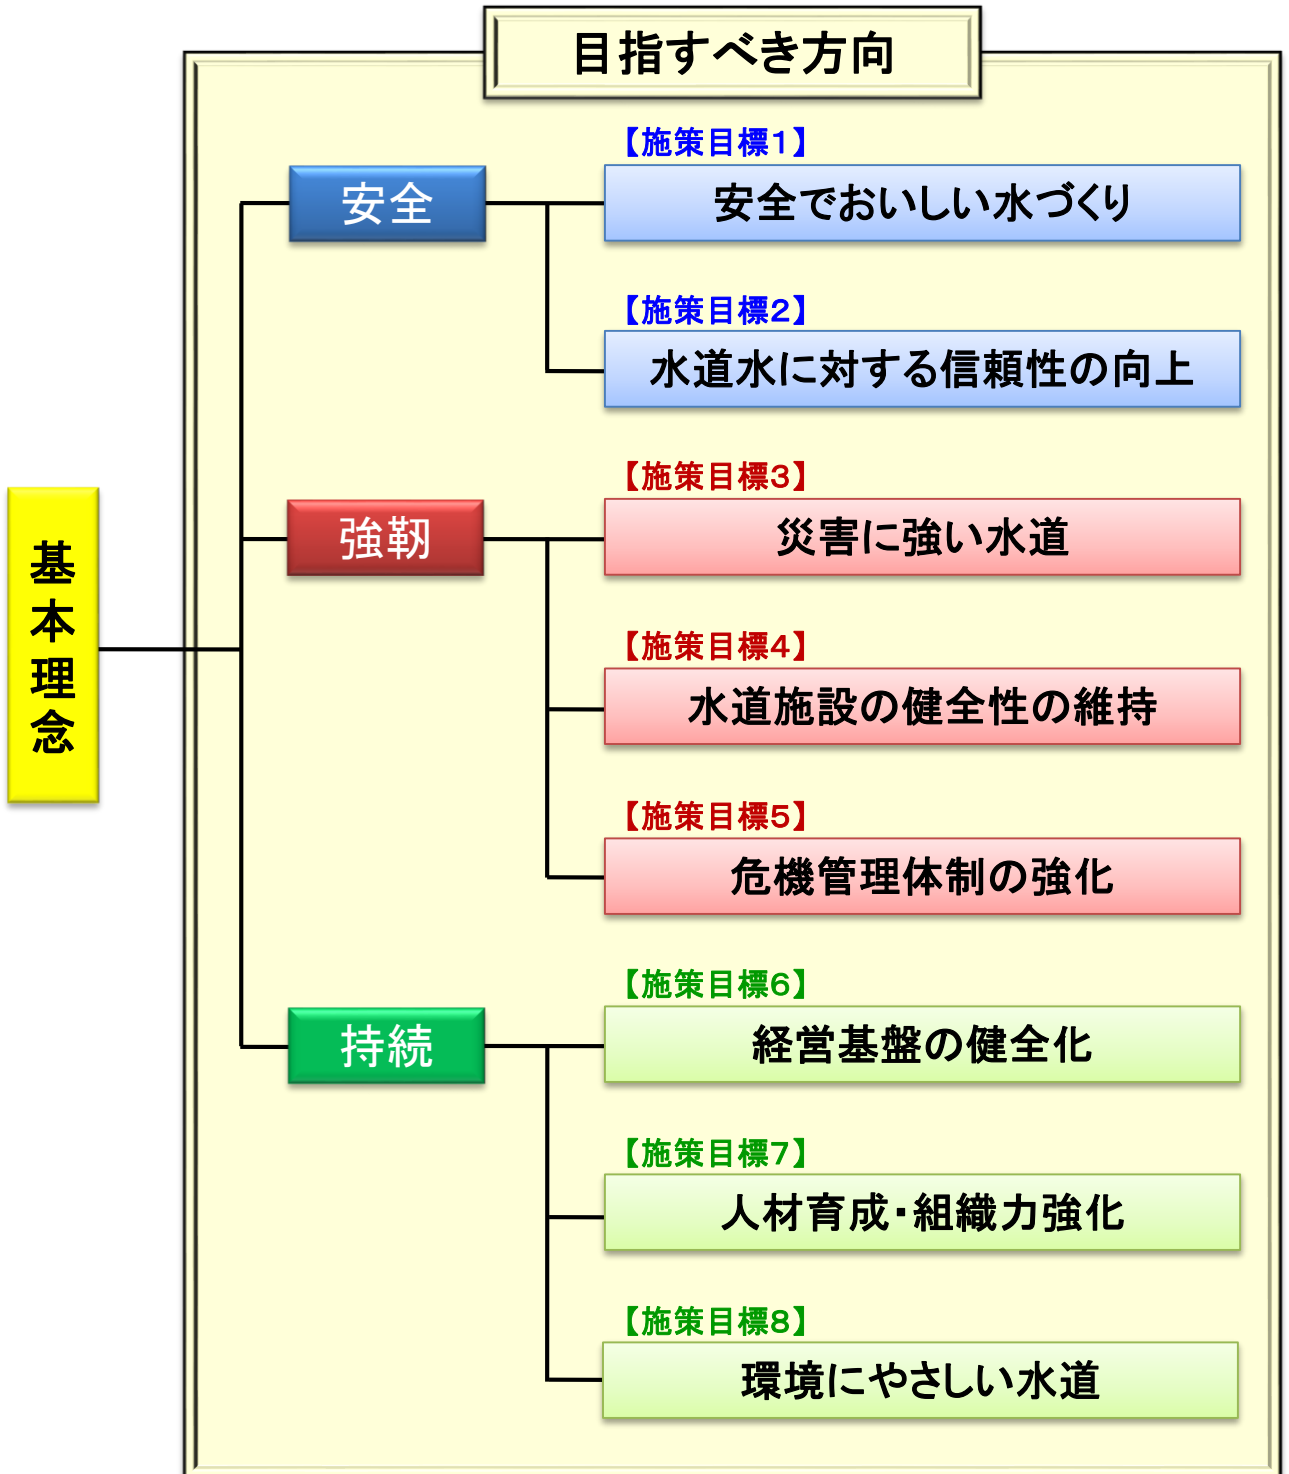 目指すべき方向
基本理念
安全
【施策目標1】
安全でおいしい水づくり
【施策目標2】
水道水に対する信頼性の向上
強靭
【施策目標3】
災害に強い水道
【施策目標4】
水道施設の健全性の維持
【施策目標5】
危機管理体制の強化
持続
【施策目標6】
経営基盤の健全化
【施策目標7】
人材育成・組織力強化
【施策目標8】
環境にやさしい水道